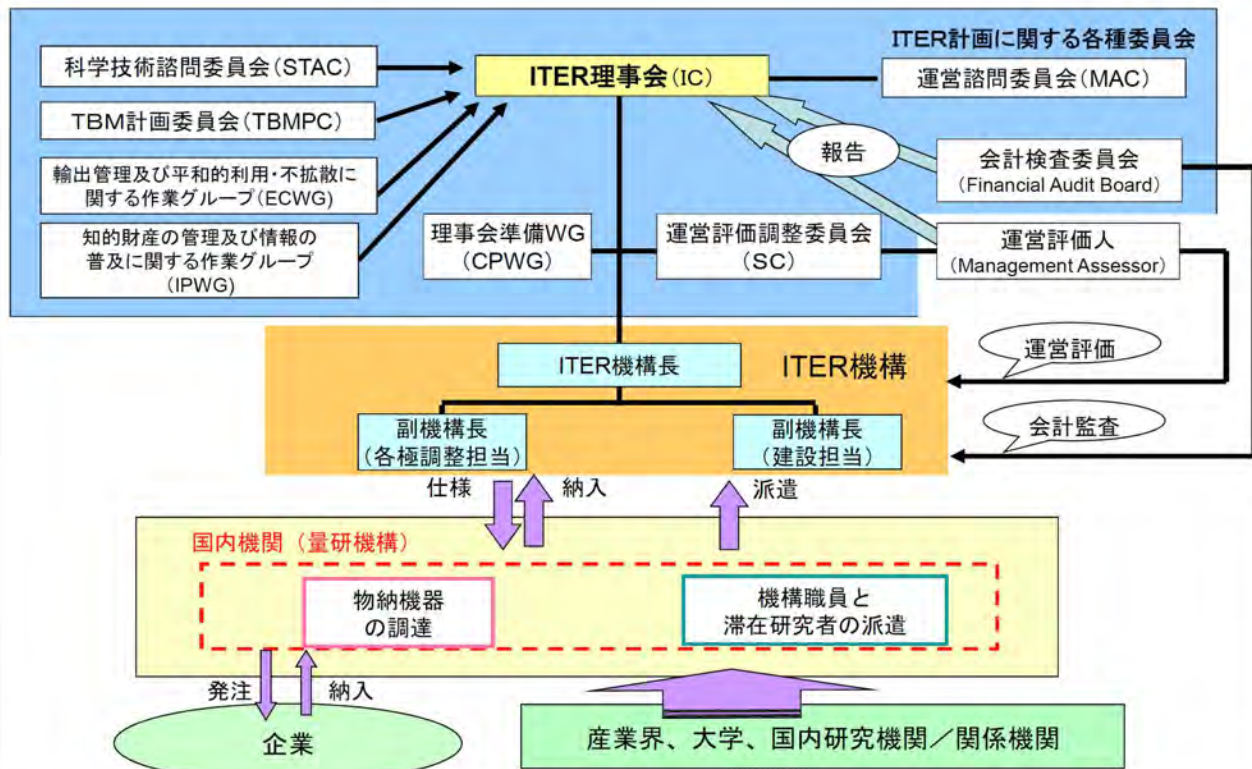 ITER計画に関する各種委員会
科学技術諮問委員会(STAC)
ITER理事会(IC)
運営諮問委員会(MAC)
TBM計画委員会(TBMPC)
報告
会計検査委員会
(Financial Audit Board)
輸出管理及び平和的利用・不拡散に
関する作業グループ(ECWG)
理事会準備WG
(CPWG)
運営評価調整委員会
(SC)
運営評価人
(Management Assessor)
知的財産の管理及び情報の
普及に関する作業グループ
(IPWG)
ITER機構長
ITER機構
運営評価
副機構長
(各極調整担当)
副機構長
(建設担当)
会計監査
仕様
納入
派遣
国内機関(量研機構)
物納機器
の調達
機構職員と
滞在研究者の派遣
発注
納入
企業
産業界、大学、国内研究機関/関係機関